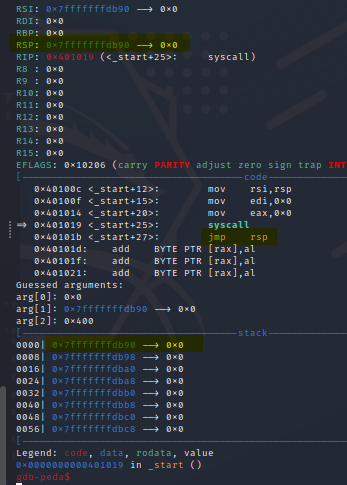 RSI: 0×7fffffffdb90 ⟶ 0×0
RDI: 0×0
RBP: 0×0
RSP: 0×7fffffffdb90 ⟶ 0×0
RIP: 0×401019 (<_start+25>: syscall)
R8 : 0×0
R9 : 0×0
R10: 0×0
R11: 0×0
R12: 0×0
R13: 0×0
R14: 0×0
R15: 0×0
EFLAGS: 0×10206 (carry PARITY adjust zero sign trap INT
[code
0×40100c <_start+12>: mov rsi,rsp
0×40100f <_start+15>: mov edi,0×0
0×401014 <_start+20>: mov eax,0×0
⇒ 0×401019 <_start+25>: syscall
0×40101b <_start+27>: jmp rsp
0×40101d: add BYTE PTR [rax],al
0×40101f: add BYTE PTR [rax],al
0×401021: add BYTE PTR [rax],al
Guessed arguments:
arg[0]: 0×0
arg[1]: 0×7fffffffdb90 ⟶ 0×0
arg[2]: 0×400
[stack
0000| 0×7fffffffdb90 ⟶ 0×0
0008| 0×7fffffffdb98 ⟶ 0×0
0016| 0×7fffffffdba0 ⟶ 0×0
0024| 0×7fffffffdba8 ⟶ 0×0
0032| 0×7fffffffdbb0 ⟶ 0×0
0040| 0×7fffffffdbb8 ⟶ 0×0
0048| 0×7fffffffdbc0 ⟶ 0×0
0056| 0×7fffffffdbc8 ⟶ 0×0
[
Legend: code, data, rodata, value
0×0000000000401019 in _start ()
gdb-peda$